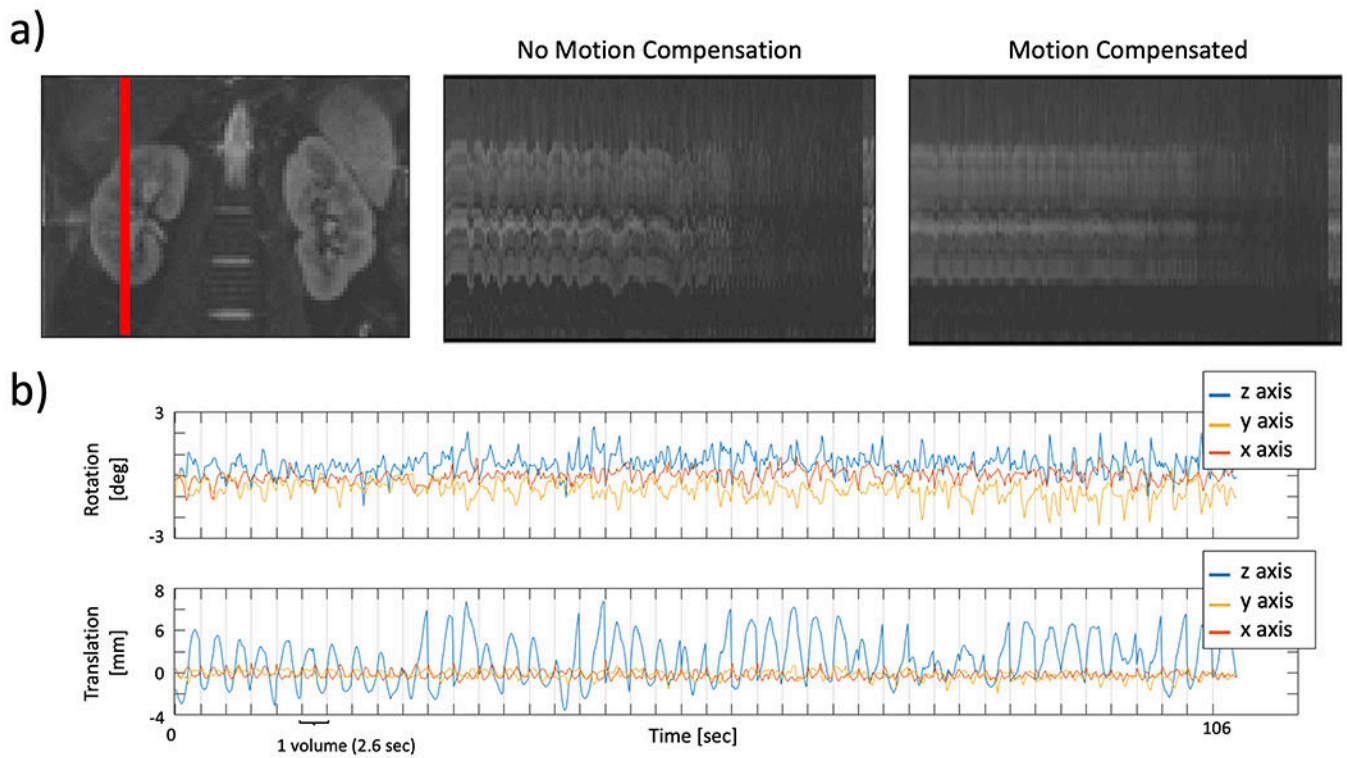 a)
No Motion Compensation
Motion Compensated
b)
z axis
y axis
x axis
3
Rotation
[deg]
-3
z axis
y axis
x axis
8
6
0
-4
Translation
[mm]
0
1 volume (2.6 sec)
Time [sec]
106